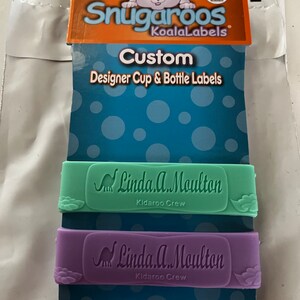 Snugaroos
KoalaLabels
Custom
Designer Cup & Bottle Labels
Linda.A..Moulton
Kidaroo Crew
Linda.A..Moulton
Kidaroo Crew